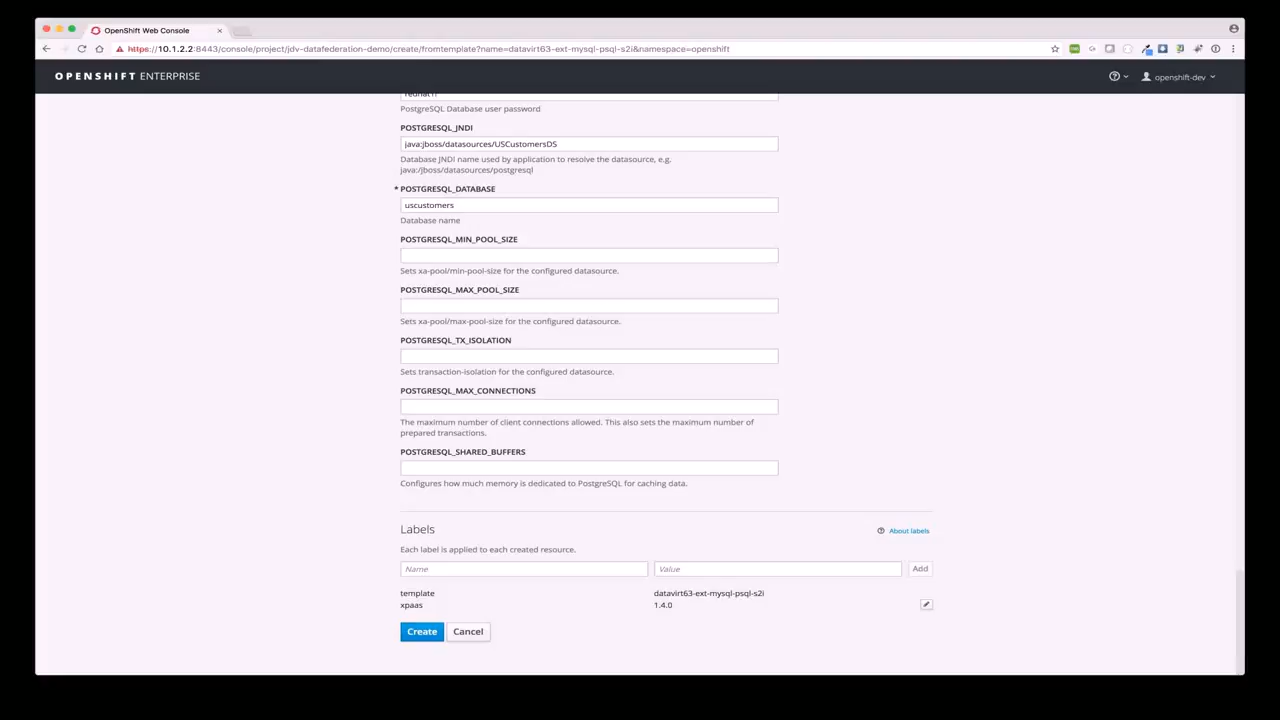 OpenShift Web Console
https://10.1.2.2:8443/console/project/jdv-datafederation-demo/create/fromtemplate?name=datavirt63-ext-mysql-psql-s2i&namespace=openshift
OPENSHIFT ENTERPRISE
openshift-dev
PostgreSQL Database user password
POSTGRESQL_JNDI
java:jboss/datasources/USCustomersDS
Database JNDI name used by application to resolve the datasource, e.g.
java:/jboss/datasources/postgresql
* POSTGRESQL_DATABASE
uscustomers
Database name
POSTGRESQL_MIN_POOL_SIZE
Sets xa-pool/min-pool-size for the configured datasource.
POSTGRESQL_MAX_POOL_SIZE
Sets xa-pool/max-pool-size for the configured datasource.
POSTGRESQL_TX_ISOLATION
Sets transaction-isolation for the configured datasource.
POSTGRESQL_MAX_CONNECTIONS
The maximum number of client connections allowed. This also sets the maximum number of
prepared transactions.
POSTGRESQL_SHARED_BUFFERS
Configures how much memory is dedicated to PostgreSQL for caching data.
Labels
About labels
Each label is applied to each created resource.
Name Value Add
template datavirt63-ext-mysql-psql-s2i
xpaas 1.4.0
Create Cancel